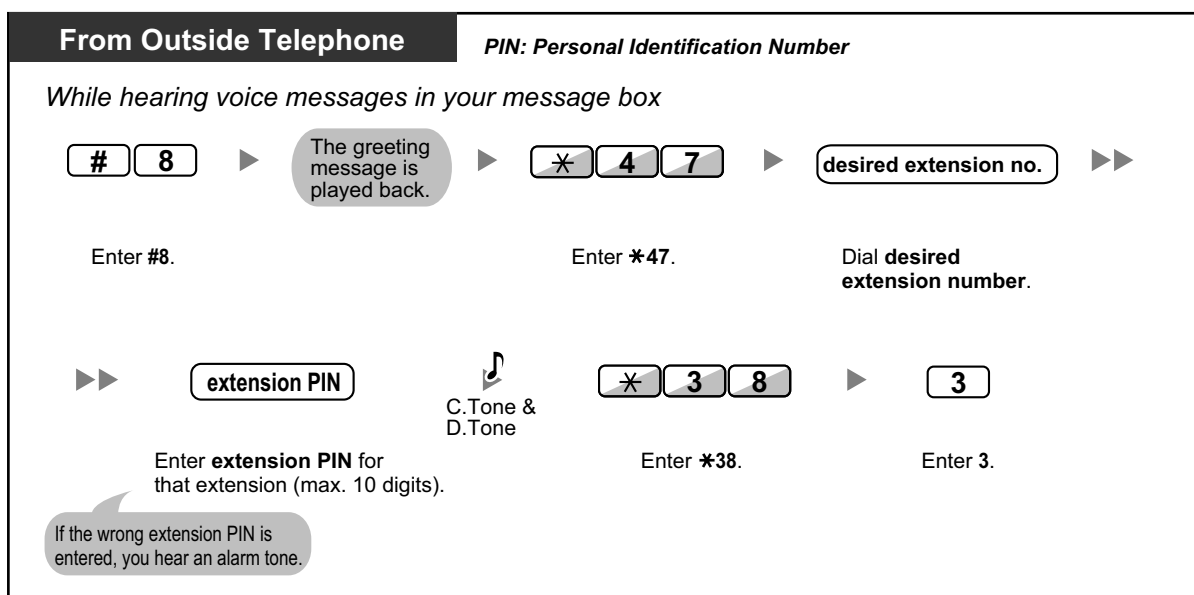 From Outside Telephone
PIN: Personal Identification Number
While hearing voice messages in your message box
# 8
The greeting
message is
played back.
* 4 7
desired extension no.
Enter #8.
Enter *47.
Dial desired
extension number.
extension PIN
C.Tone &
D.Tone
* 3 8
3
Enter extension PIN for
that extension (max. 10 digits).
Enter *38.
Enter 3.
If the wrong extension PIN is
entered, you hear an alarm tone.